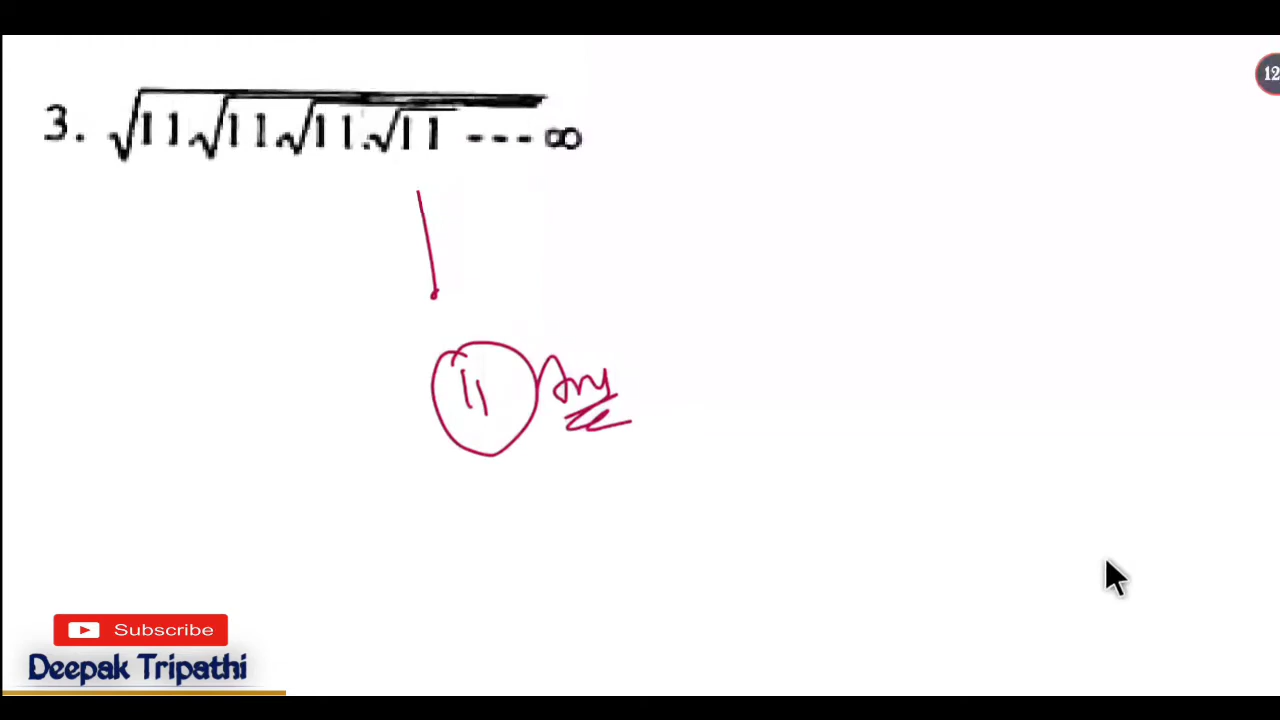 12
3. √11.√11.√11.√11 --- ∞
11 Ans
Subscribe
Deepak Tripathi